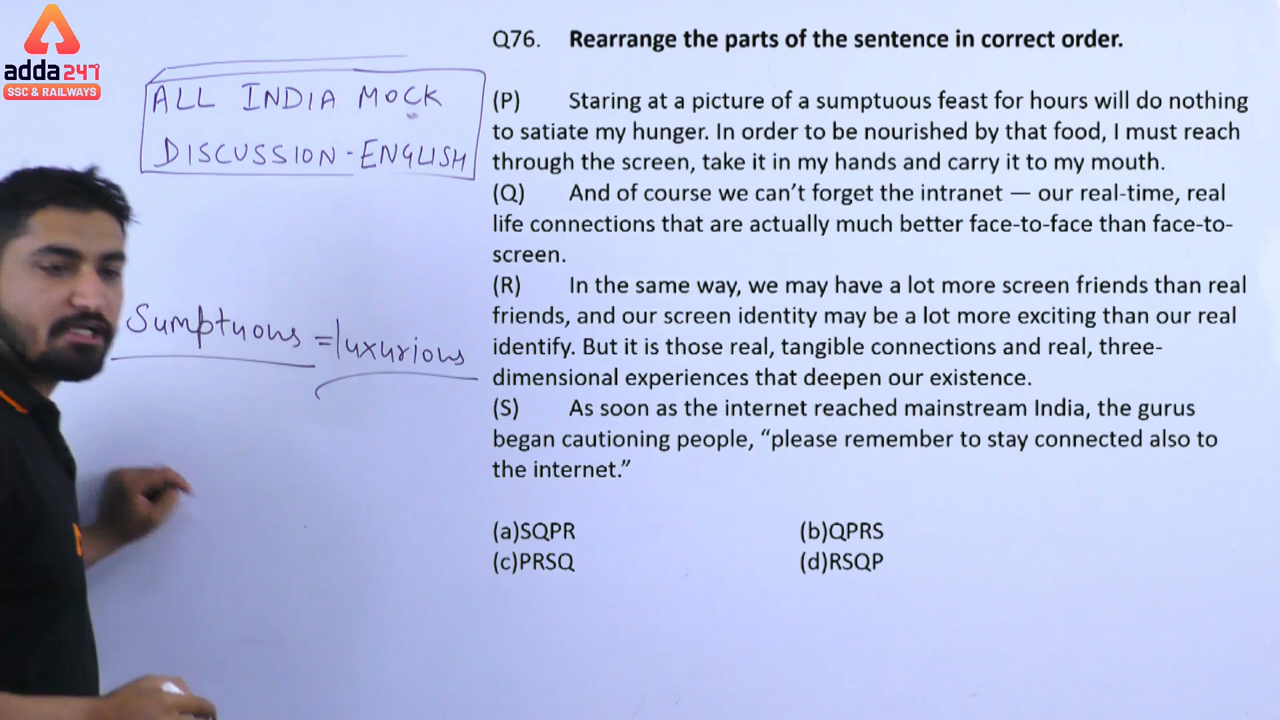 adda247
SSC & RAILWAYS
ALL INDIA MOCK
DISCUSSION - ENGLISH
Sumptuous = luxurious
Q76. Rearrange the parts of the sentence in correct order.
(P) Staring at a picture of a sumptuous feast for hours will do nothing
to satiate my hunger. In order to be nourished by that food, I must reach
through the screen, take it in my hands and carry it to my mouth.
(Q) And of course we can’t forget the intranet — our real-time, real
life connections that are actually much better face-to-face than face-to-
screen.
(R) In the same way, we may have a lot more screen friends than real
friends, and our screen identity may be a lot more exciting than our real
identify. But it is those real, tangible connections and real, three-
dimensional experiences that deepen our existence.
(S) As soon as the internet reached mainstream India, the gurus
began cautioning people, “please remember to stay connected also to
the internet.”
(a)SQPR (b)QPRS
(c)PRSQ (d)RSQP